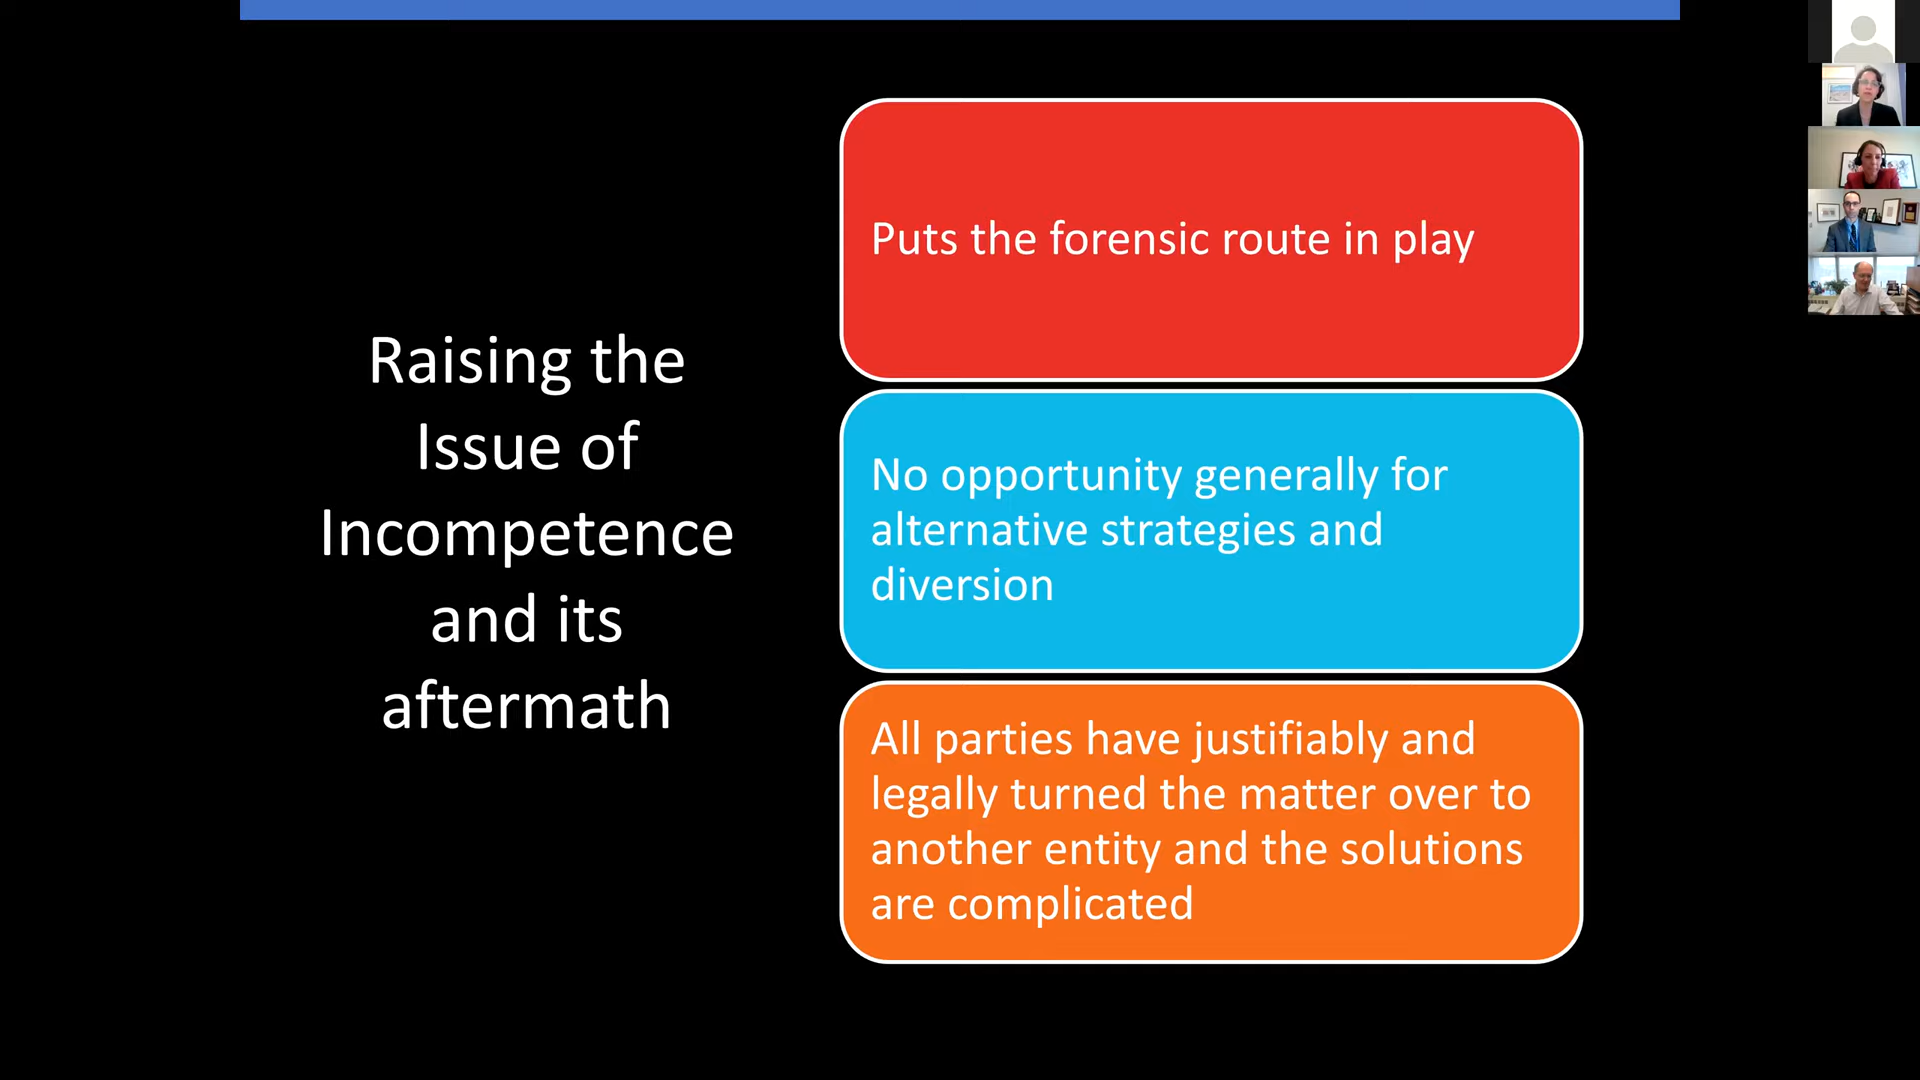 Raising the
Issue of
Incompetence
and its
aftermath
Puts the forensic route in play
No opportunity generally for
alternative strategies and
diversion
All parties have justifiably and
legally turned the matter over to
another entity and the solutions
are complicated